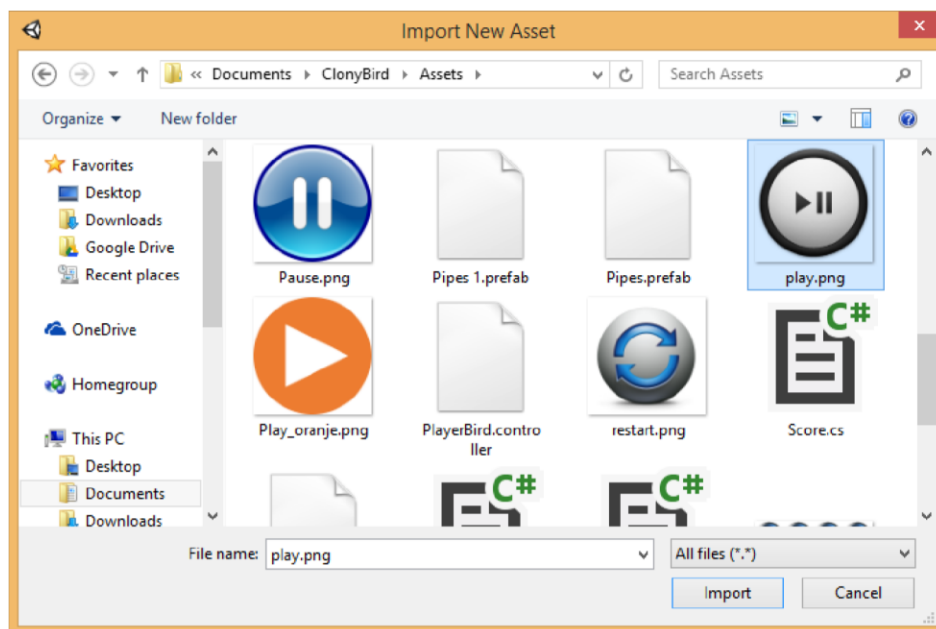 Import New Asset
« Documents Clonybird Assets
Search Assets
Organize New folder
Favorites
Desktop
Downloads
Google Drive
Recent places
OneDrive
Homegroup
This PC
Desktop
Documents
Downloads
Pause.png
Pipes 1.prefab
Pipes.prefab
play.png
C#
Play_oranje.png
PlayerBird.contro
ller
restart.png
Score.cs
C#
C#
File name: play.png
All files (*.*)
Import
Cancel